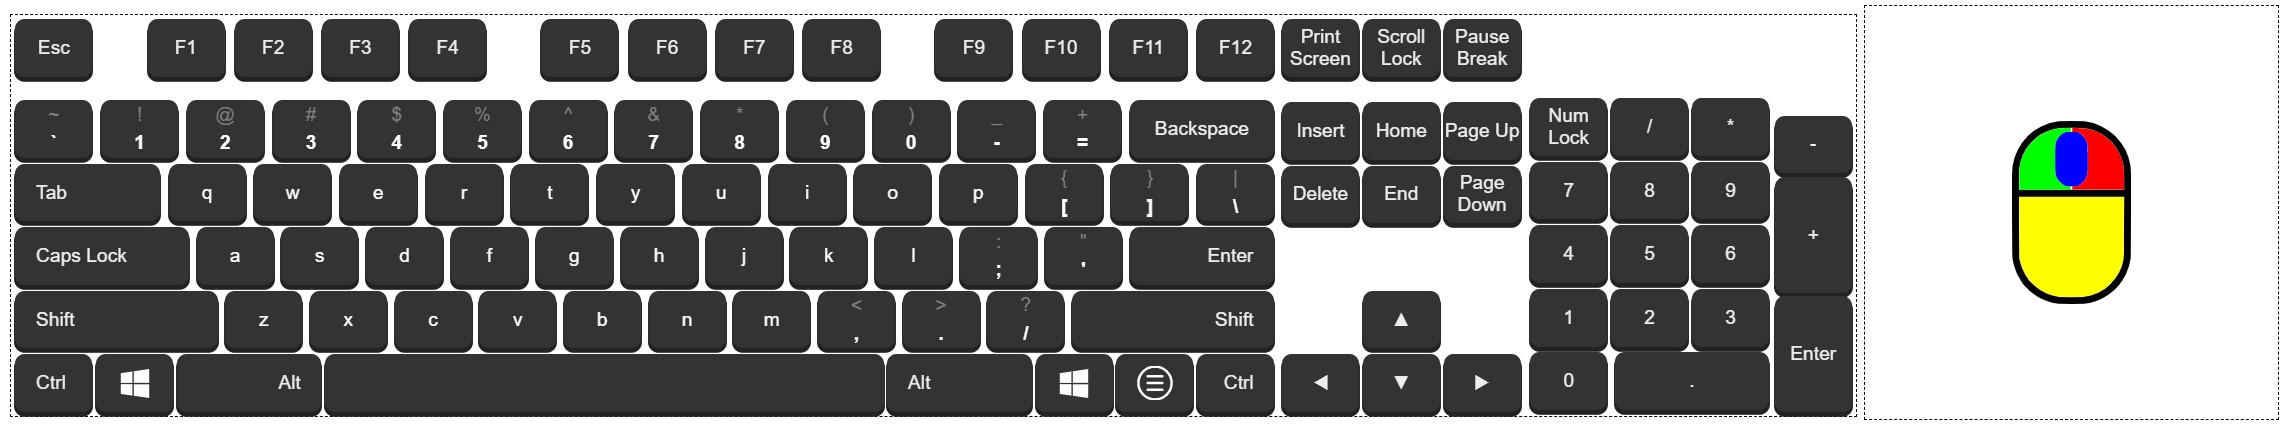 Esc F1 F2 F3 F4 F5 F6 F7 F8 F9 F10 F11 F12 Print Screen Scroll Lock Pause Break
~ ! @ # $ % ^ & * ( ) _ +
` 1 2 3 4 5 6 7 8 9 0 - = Backspace Insert Home Page Up Num Lock / * -
Tab q w e r t y u i o p { [ } ] | \ Delete End Page Down 7 8 9 +
Caps Lock a s d f g h j k l : ; " ' Enter 4 5 6
Shift z x c v b n m < , > . ? / Shift ▲ 1 2 3 Enter
Ctrl Alt Alt Ctrl ◄ ▼ ► 0 .